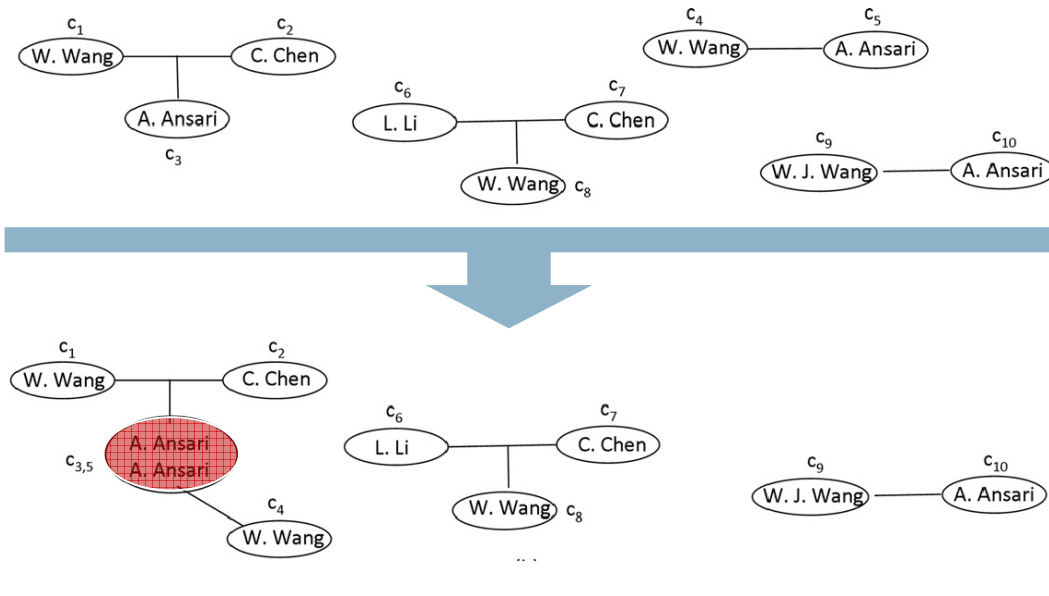 c1
W. Wang
c2
C. Chen
A. Ansari
c3
c6
L. Li
c7
C. Chen
W. Wang
c8
c4
W. Wang
c5
A. Ansari
c9
W. J. Wang
c10
A. Ansari
c1
W. Wang
c2
C. Chen
A. Ansari
A. Ansari
c3,5
c4
W. Wang
c6
L. Li
c7
C. Chen
W. Wang
c8
c9
W. J. Wang
c10
A. Ansari